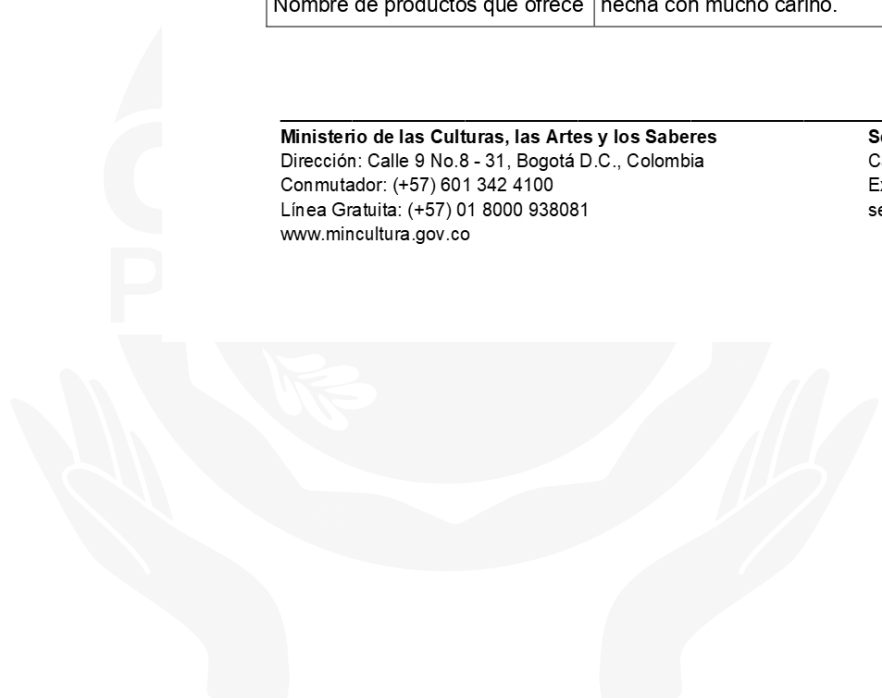 Nombre de productos que ofrece hecha con mucho cariño.
Ministerio de las Culturas, las Artes y los Saberes
Dirección: Calle 9 No.8 - 31, Bogotá D.C., Colombia
Conmutador: (+57) 601 342 4100
Línea Gratuita: (+57) 01 8000 938081
www.mincultura.gov.co